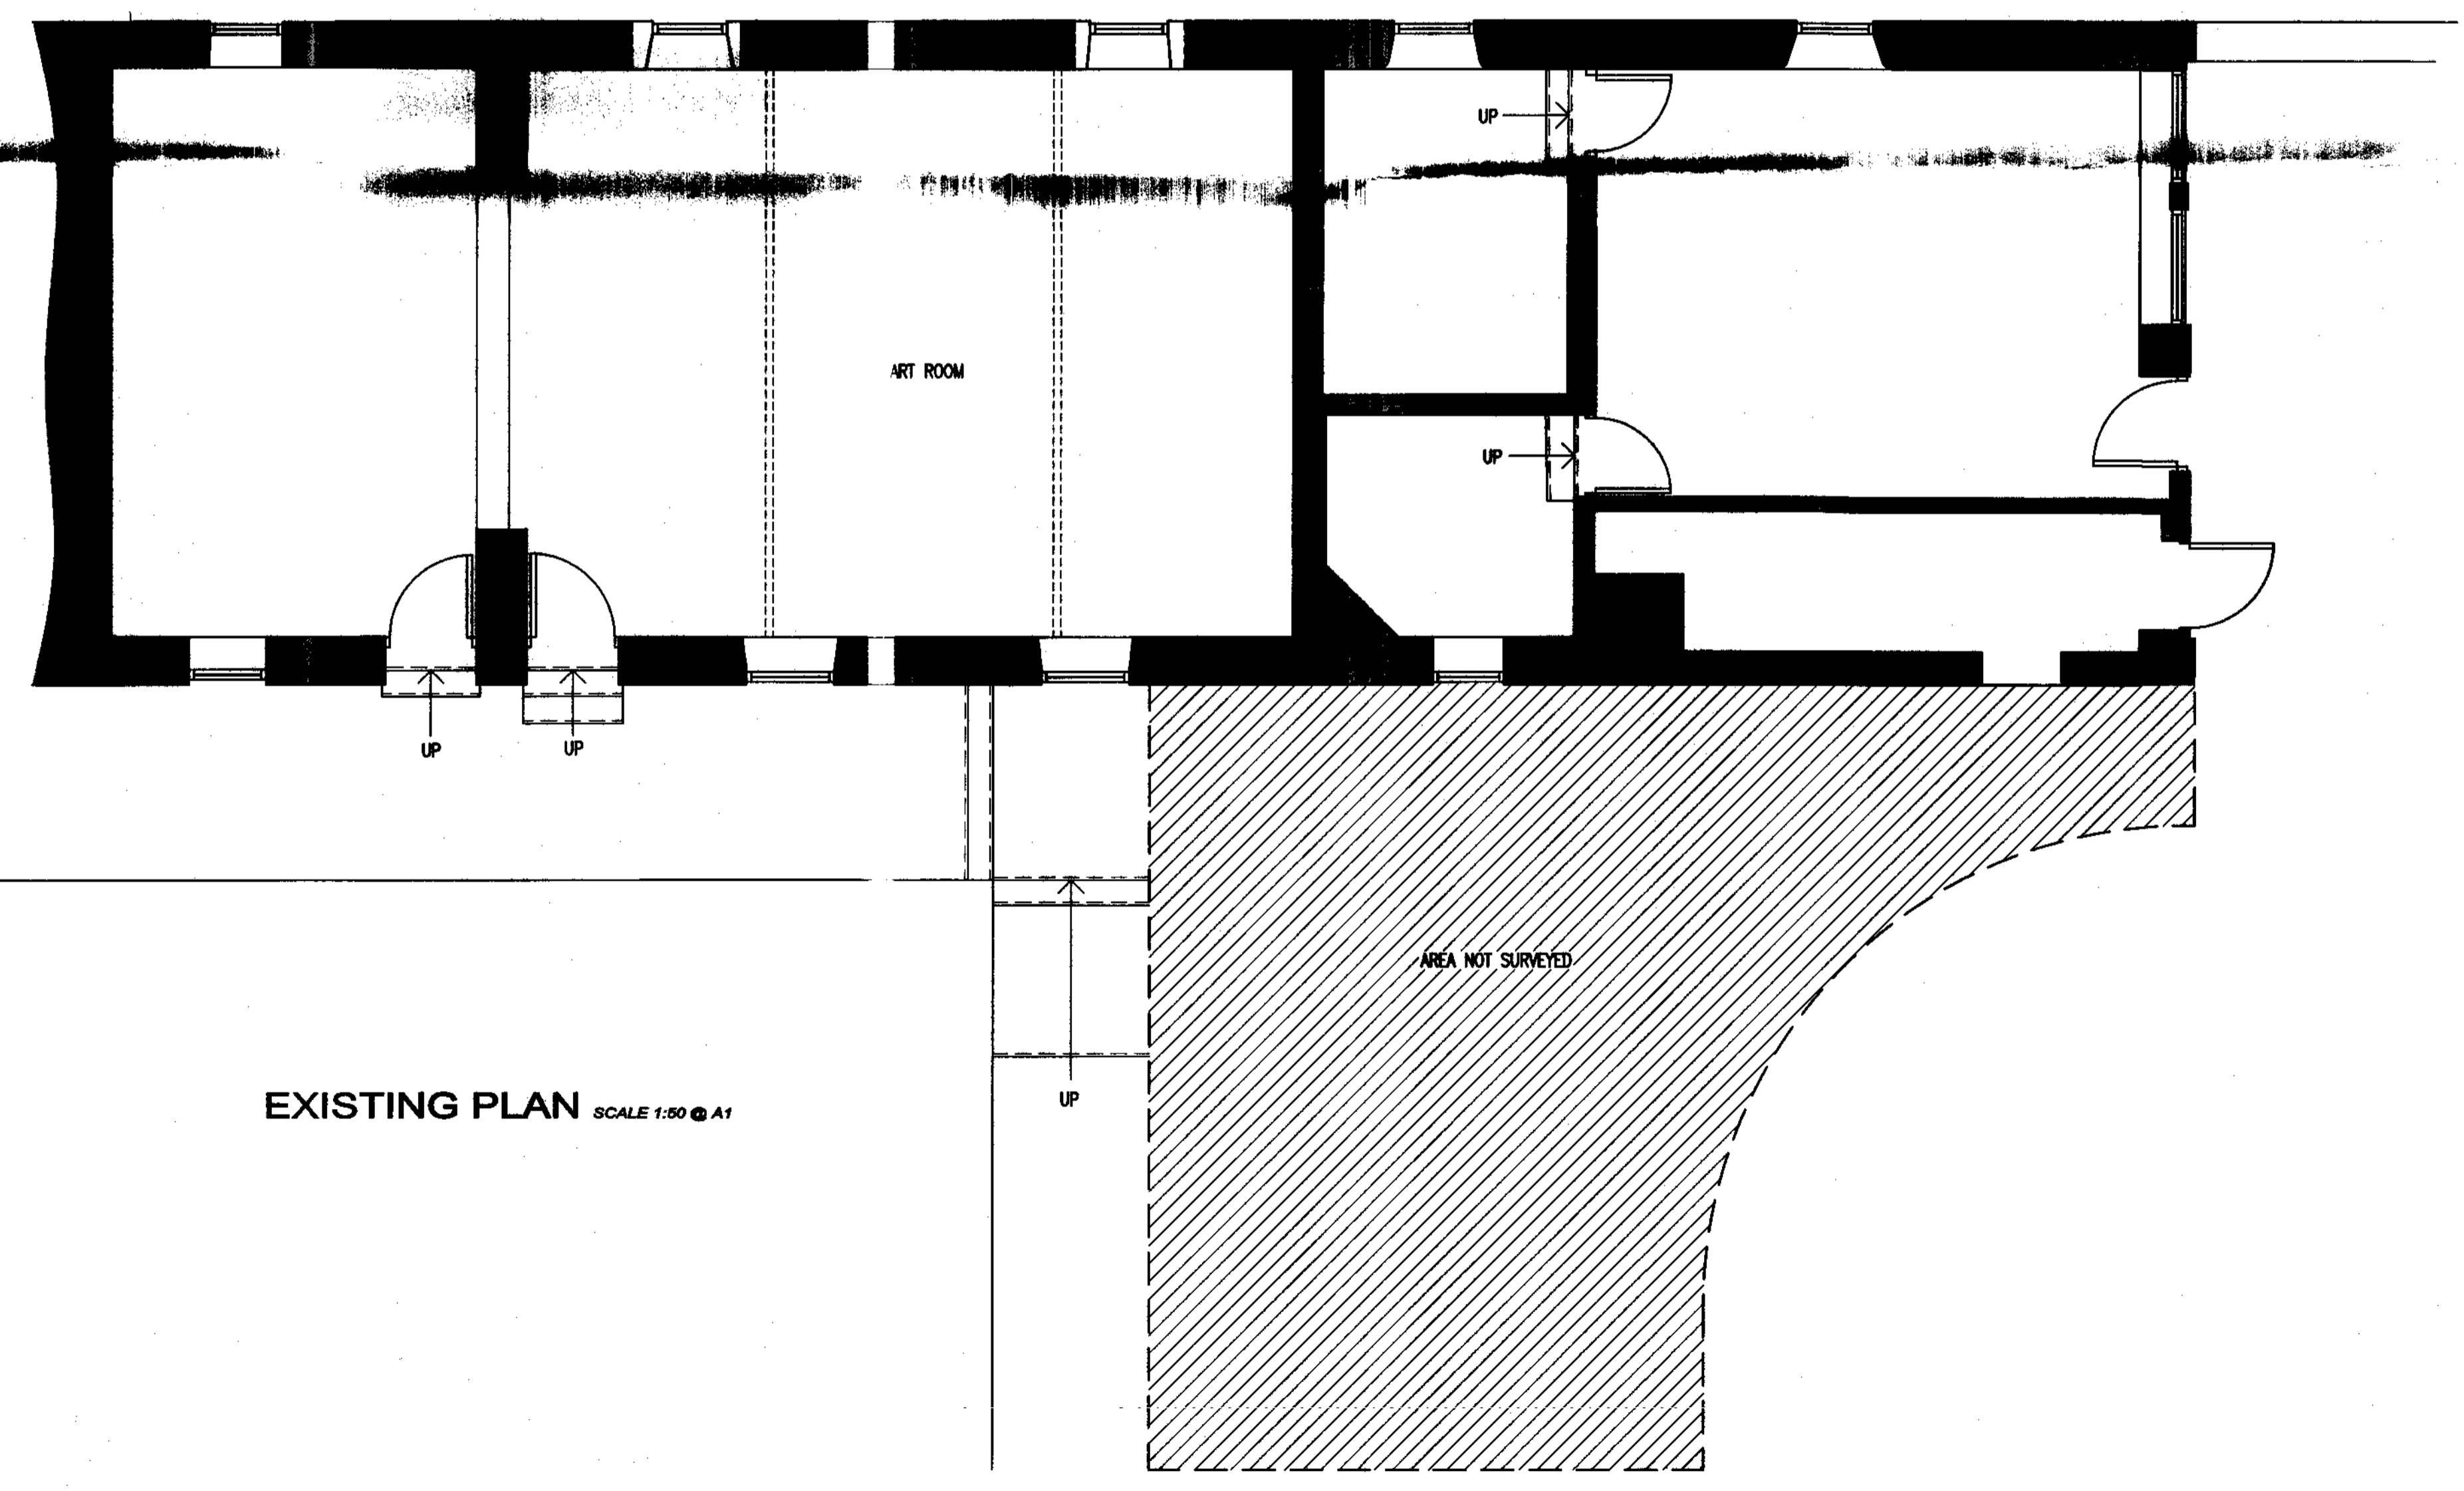 UP
ART ROOM
UP
UP
UP
AREA NOT SURVEYED
UP
EXISTING PLAN SCALE 1:50 @ A1